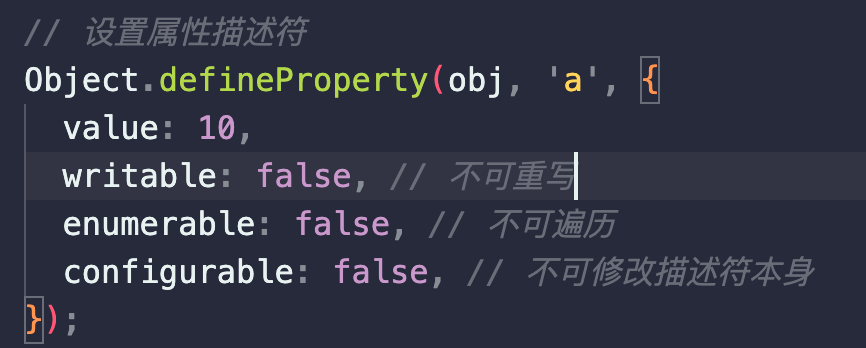 // 设置属性描述符
Object.defineProperty(obj, 'a', {
  value: 10,
  writable: false, // 不可重写
  enumerable: false, // 不可遍历
  configurable: false, // 不可修改描述符本身
});